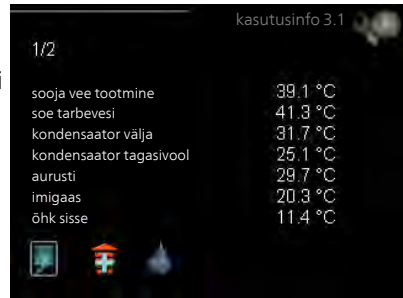 kasutusinfo 3.1
1/2
i
sooja vee tootmine 39.1 °C
soe tarbevesi 41.3 °C
kondensaator välja 31.7 °C
kondensaator tagasivool 25.1 °C
aurusti 29.7 °C
imigaas 20.3 °C
õhk sisse 11.4 °C